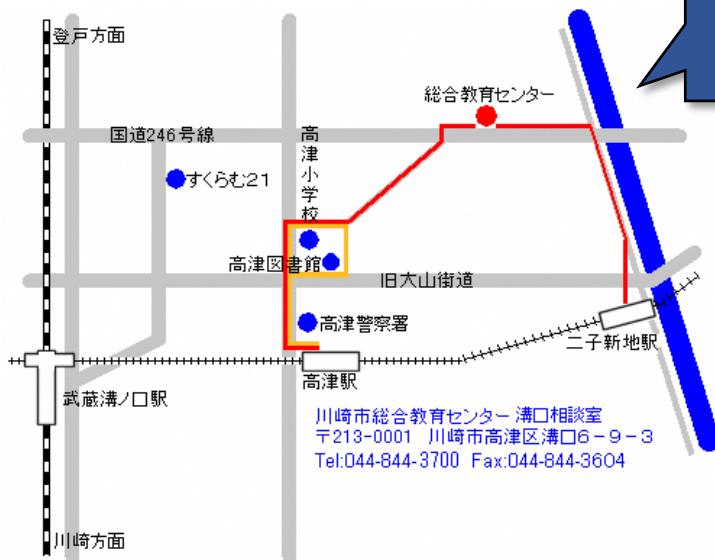 登戸方面
総合教育センター
国道246号線
高津小学校
すくらむ21
高津図書館
旧大山街道
高津警察署
二子新地駅
高津駅
武蔵溝ノ口駅
川崎市総合教育センター 溝口相談室
〒213-0001 川崎市高津区溝口6-9-3
Tel:044-844-3700 Fax:044-844-3604
川崎方面